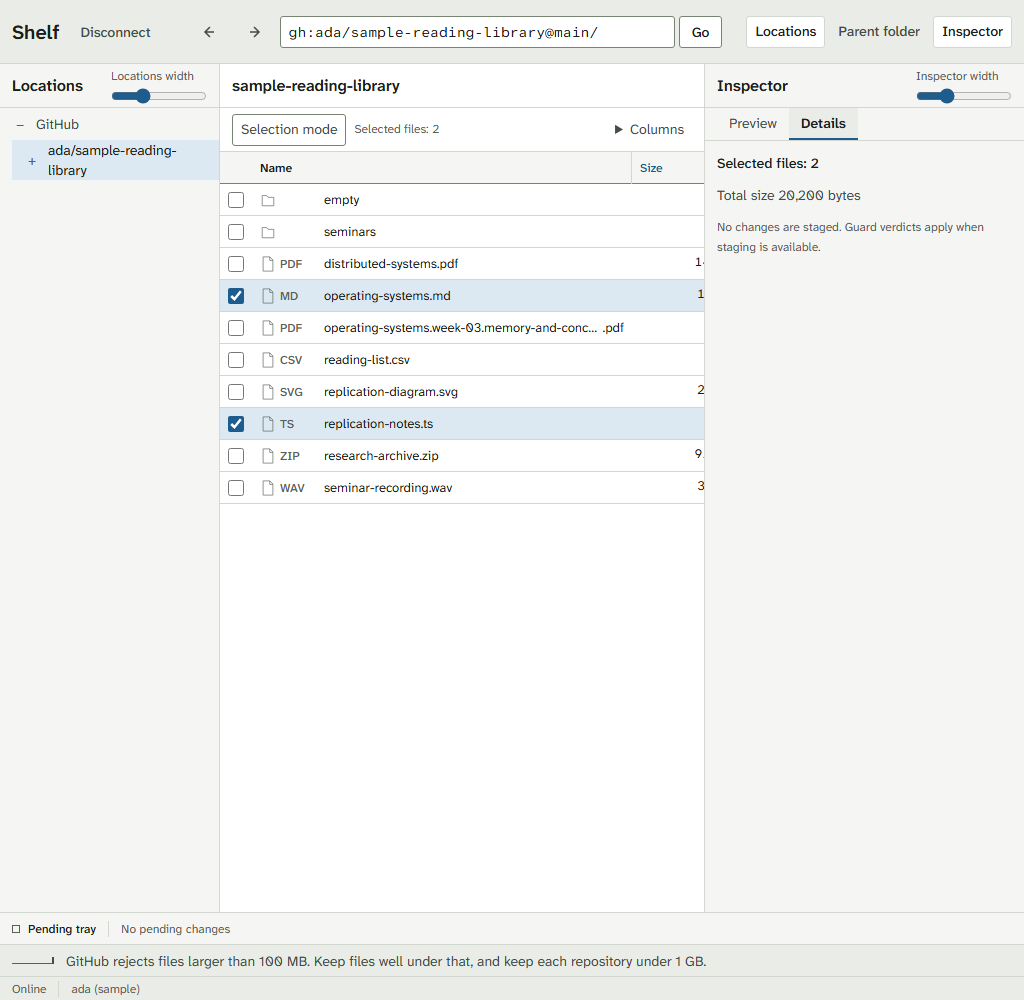 Shelf Disconnect ← → gh:ada/sample-reading-library@main/ Go Locations Parent folder Inspector
Locations Locations width
– GitHub
+ ada/sample-reading-
library
sample-reading-library
Selection mode Selected files: 2 ▶ Columns
Name Size
empty
seminars
PDF distributed-systems.pdf
MD operating-systems.md
PDF operating-systems.week-03.memory-and-conc... .pdf
CSV reading-list.csv
SVG replication-diagram.svg
TS replication-notes.ts
ZIP research-archive.zip
WAV seminar-recording.wav
Inspector Inspector width
Preview Details
Selected files: 2
Total size 20,200 bytes
No changes are staged. Guard verdicts apply when
staging is available.
Pending tray No pending changes
GitHub rejects files larger than 100 MB. Keep files well under that, and keep each repository under 1 GB.
Online ada (sample)